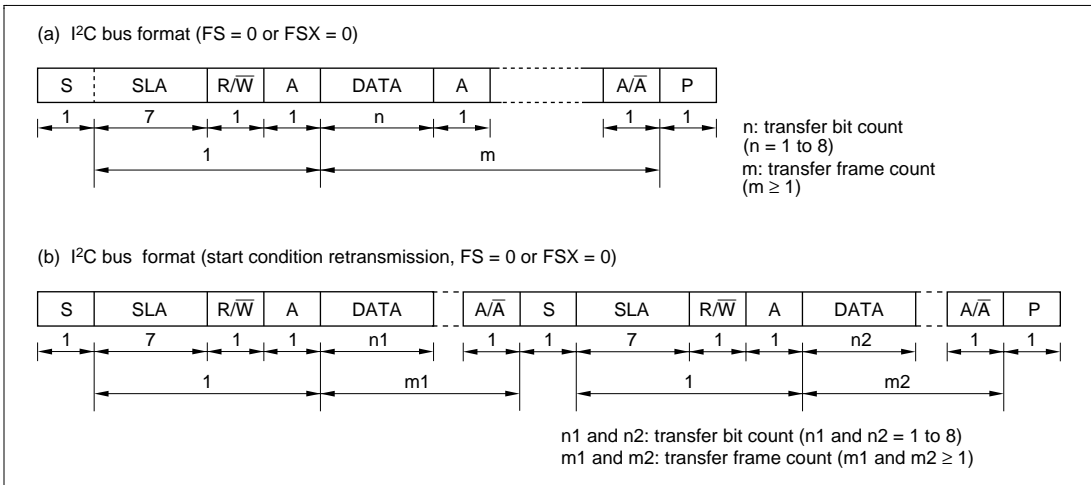 (a) I²C bus format (FS = 0 or FSX = 0)
S SLA R/W̅ A DATA A A/A̅ P
1 7 1 1 n 1 1 1
1 m
n: transfer bit count
(n = 1 to 8)
m: transfer frame count
(m ≥ 1)
(b) I²C bus format (start condition retransmission, FS = 0 or FSX = 0)
S SLA R/W̅ A DATA A/A̅ S SLA R/W̅ A DATA A/A̅ P
1 7 1 1 n1 1 1 7 1 1 n2 1 1
1 m1 1 m2
n1 and n2: transfer bit count (n1 and n2 = 1 to 8)
m1 and m2: transfer frame count (m1 and m2 ≥ 1)